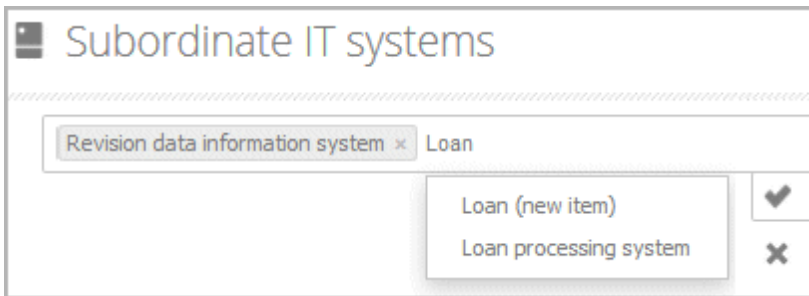 Subordinate IT systems
Revision data information system × Loan
Loan (new item)
Loan processing system